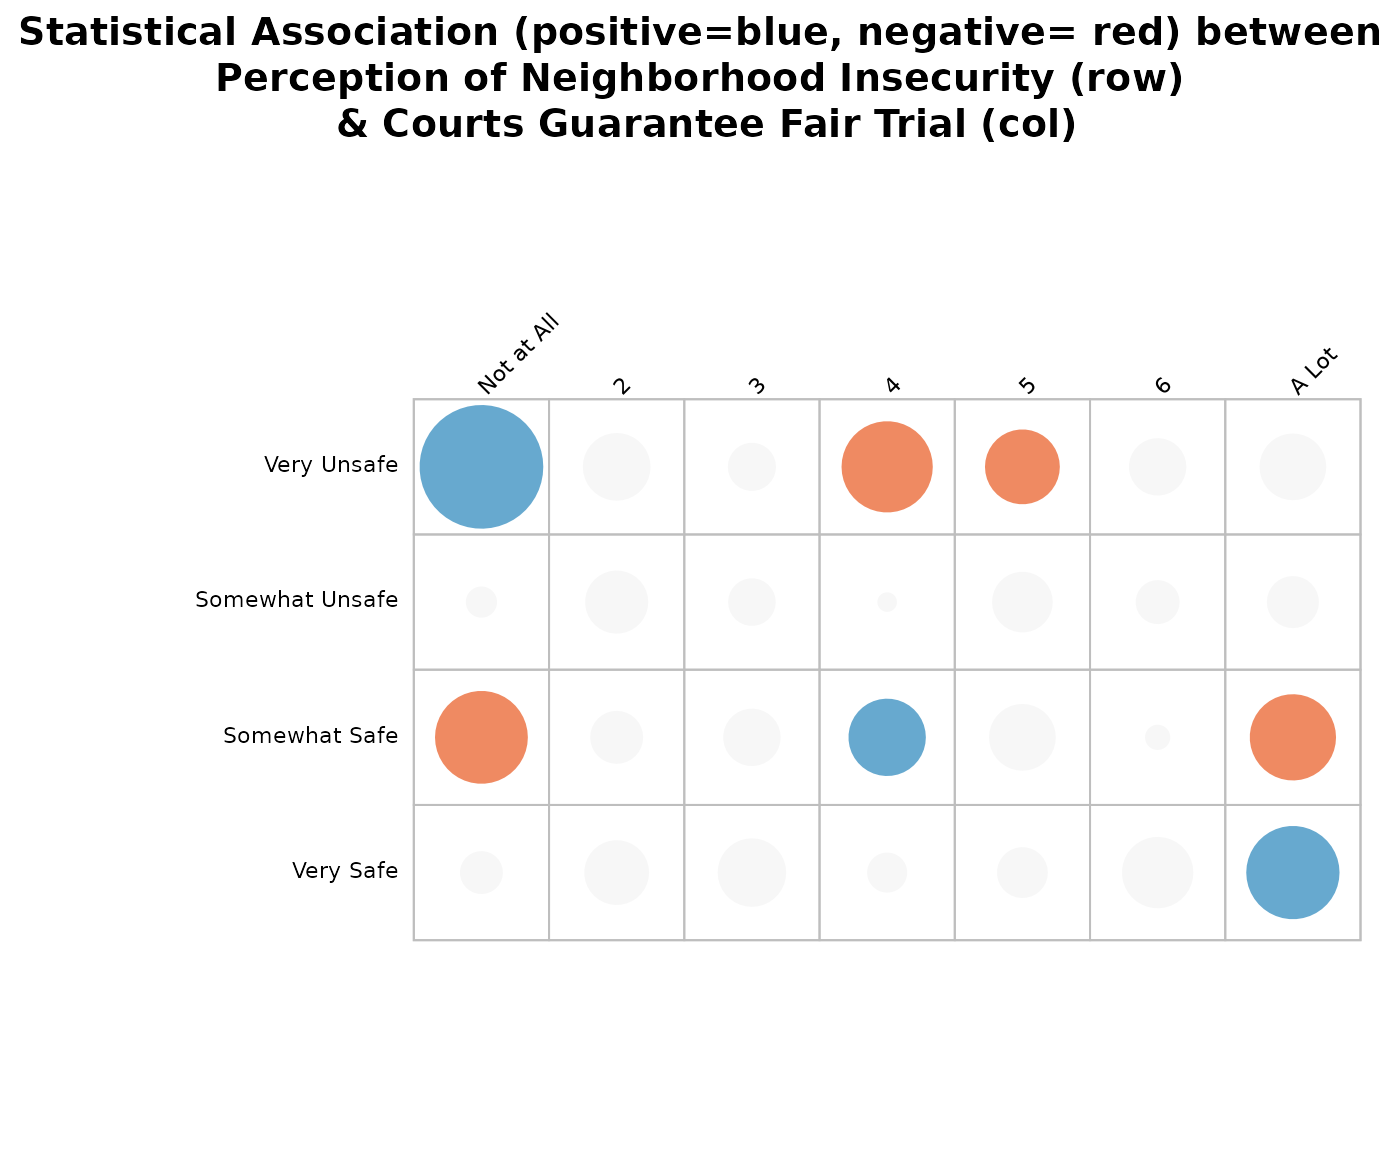 Statistical Association (positive=blue, negative= red) between
Perception of Neighborhood Insecurity (row)
& Courts Guarantee Fair Trial (col)
Not at All
2
3
4
5
6
A Lot
Very Unsafe
Somewhat Unsafe
Somewhat Safe
Very Safe